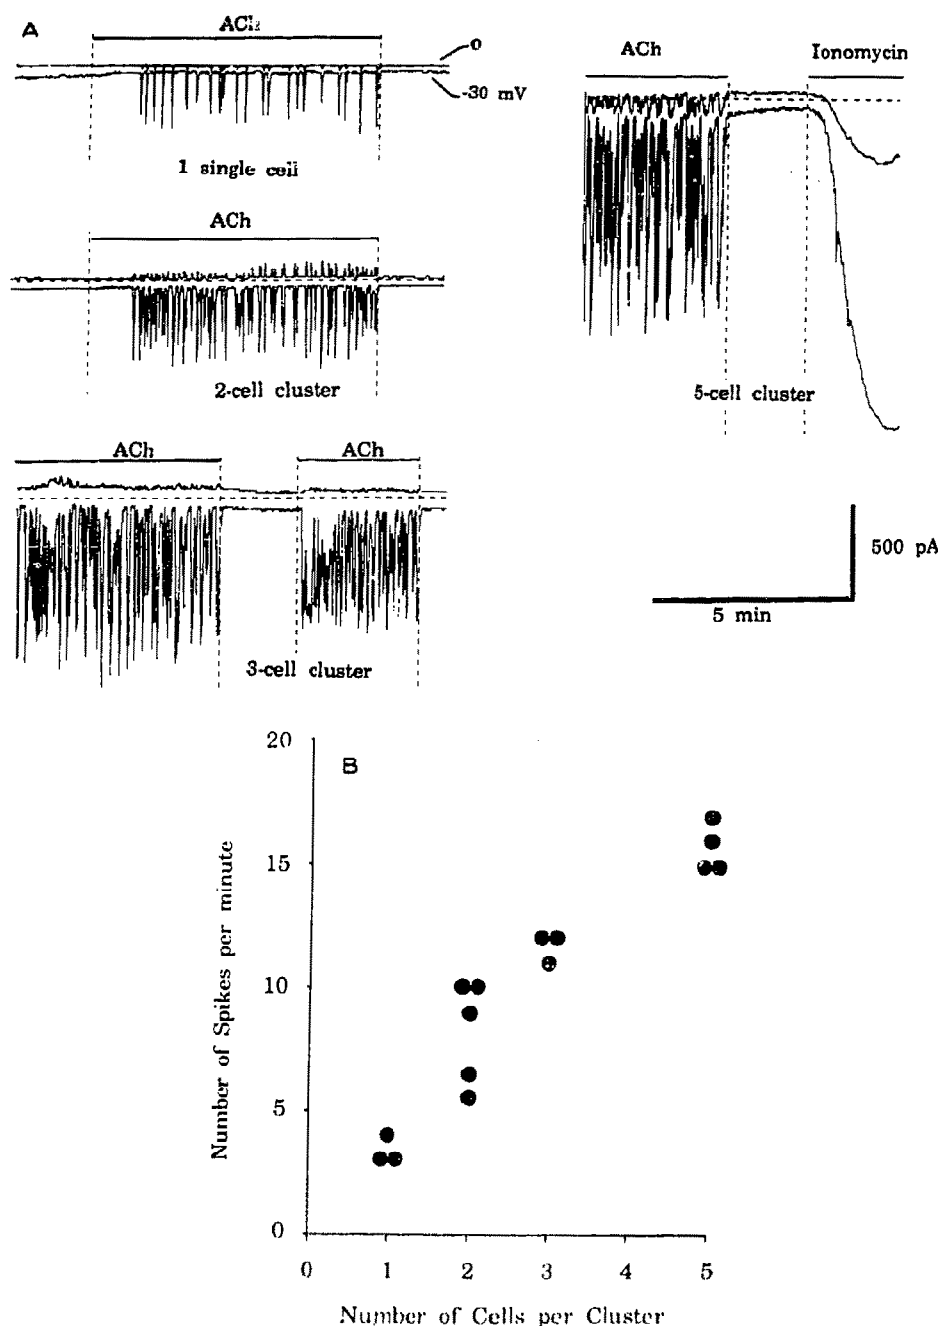 A
ACh
0
-30 mV
1 single cell
ACh
2-cell cluster
ACh
ACh
3-cell cluster
ACh
Ionomycin
5-cell cluster
500 pA
5 min
B
20
15
10
5
0
Number of Spikes per minute
0 1 2 3 4 5
Number of Cells per Cluster